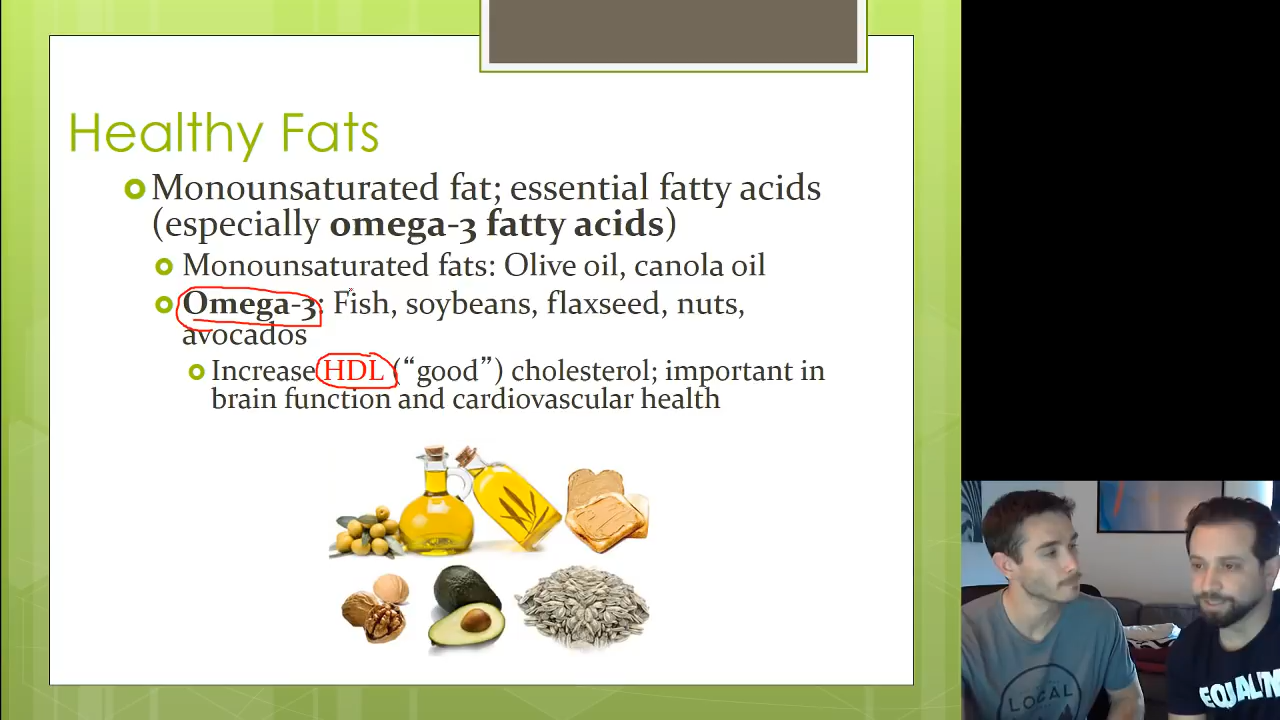 Healthy Fats
Monounsaturated fat; essential fatty acids
(especially omega-3 fatty acids)
Monounsaturated fats: Olive oil, canola oil
Omega-3: Fish, soybeans, flaxseed, nuts,
avocados
Increase HDL (“good”) cholesterol; important in
brain function and cardiovascular health
LOCAL